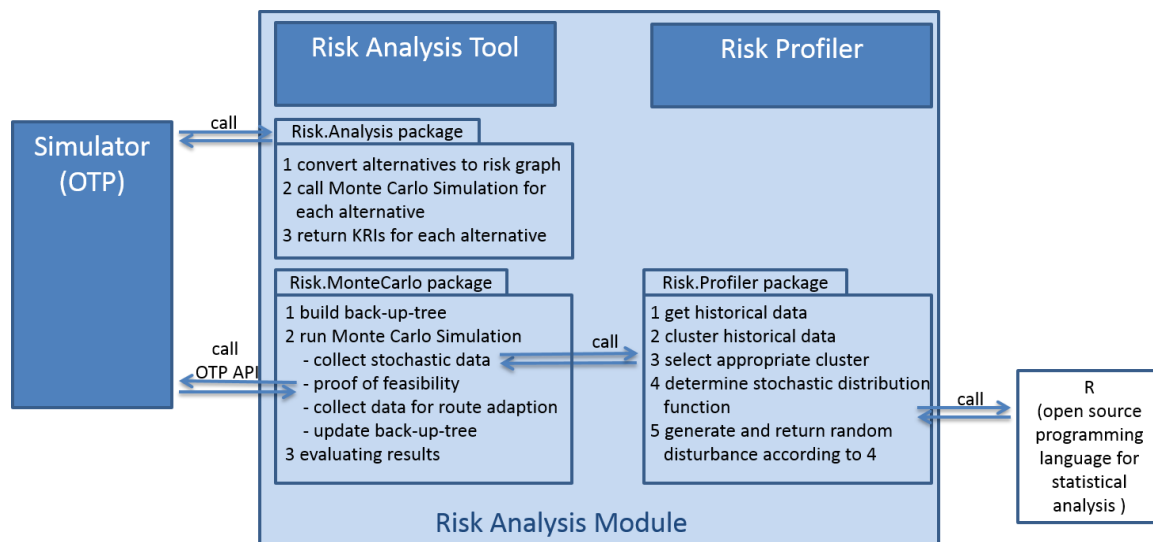 Risk Analysis Tool
Risk Profiler
Simulator
(OTP)
call
Risk.Analysis package
1 convert alternatives to risk graph
2 call Monte Carlo Simulation for
each alternative
3 return KRIs for each alternative
Risk.MonteCarlo package
1 build back-up-tree
2 run Monte Carlo Simulation
- collect stochastic data
- proof of feasibility
- collect data for route adaption
- update back-up-tree
3 evaluating results
call
OTP API
call
Risk.Profiler package
1 get historical data
2 cluster historical data
3 select appropriate cluster
4 determine stochastic distribution
function
5 generate and return random
disturbance according to 4
call
R
(open source
programming
language for
statistical
analysis )
Risk Analysis Module